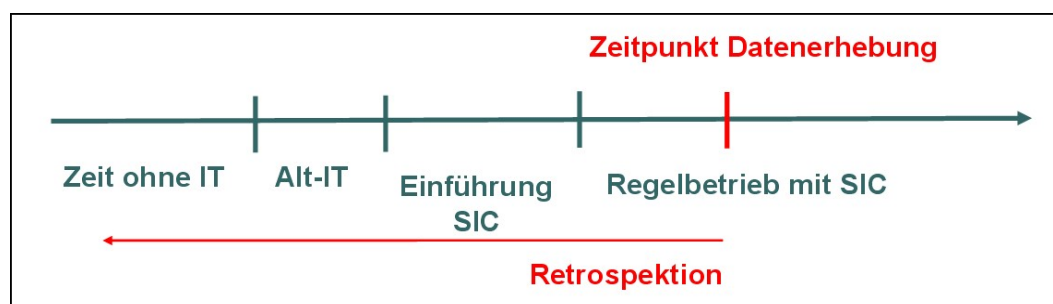 Zeitpunkt Datenerhebung
Zeit ohne IT
Alt-IT
Einführung
SIC
Regelbetrieb mit SIC
Retrospektion